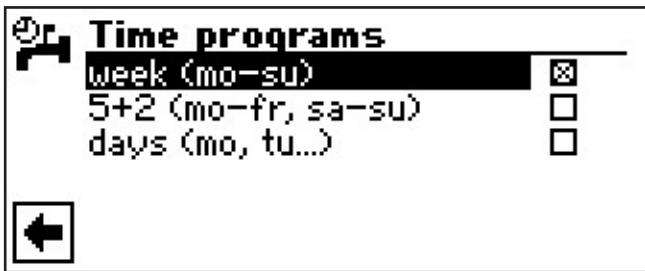 Time programs
week (mo-su)
5+2 (mo-fr, sa-su)
days (mo, tu...)